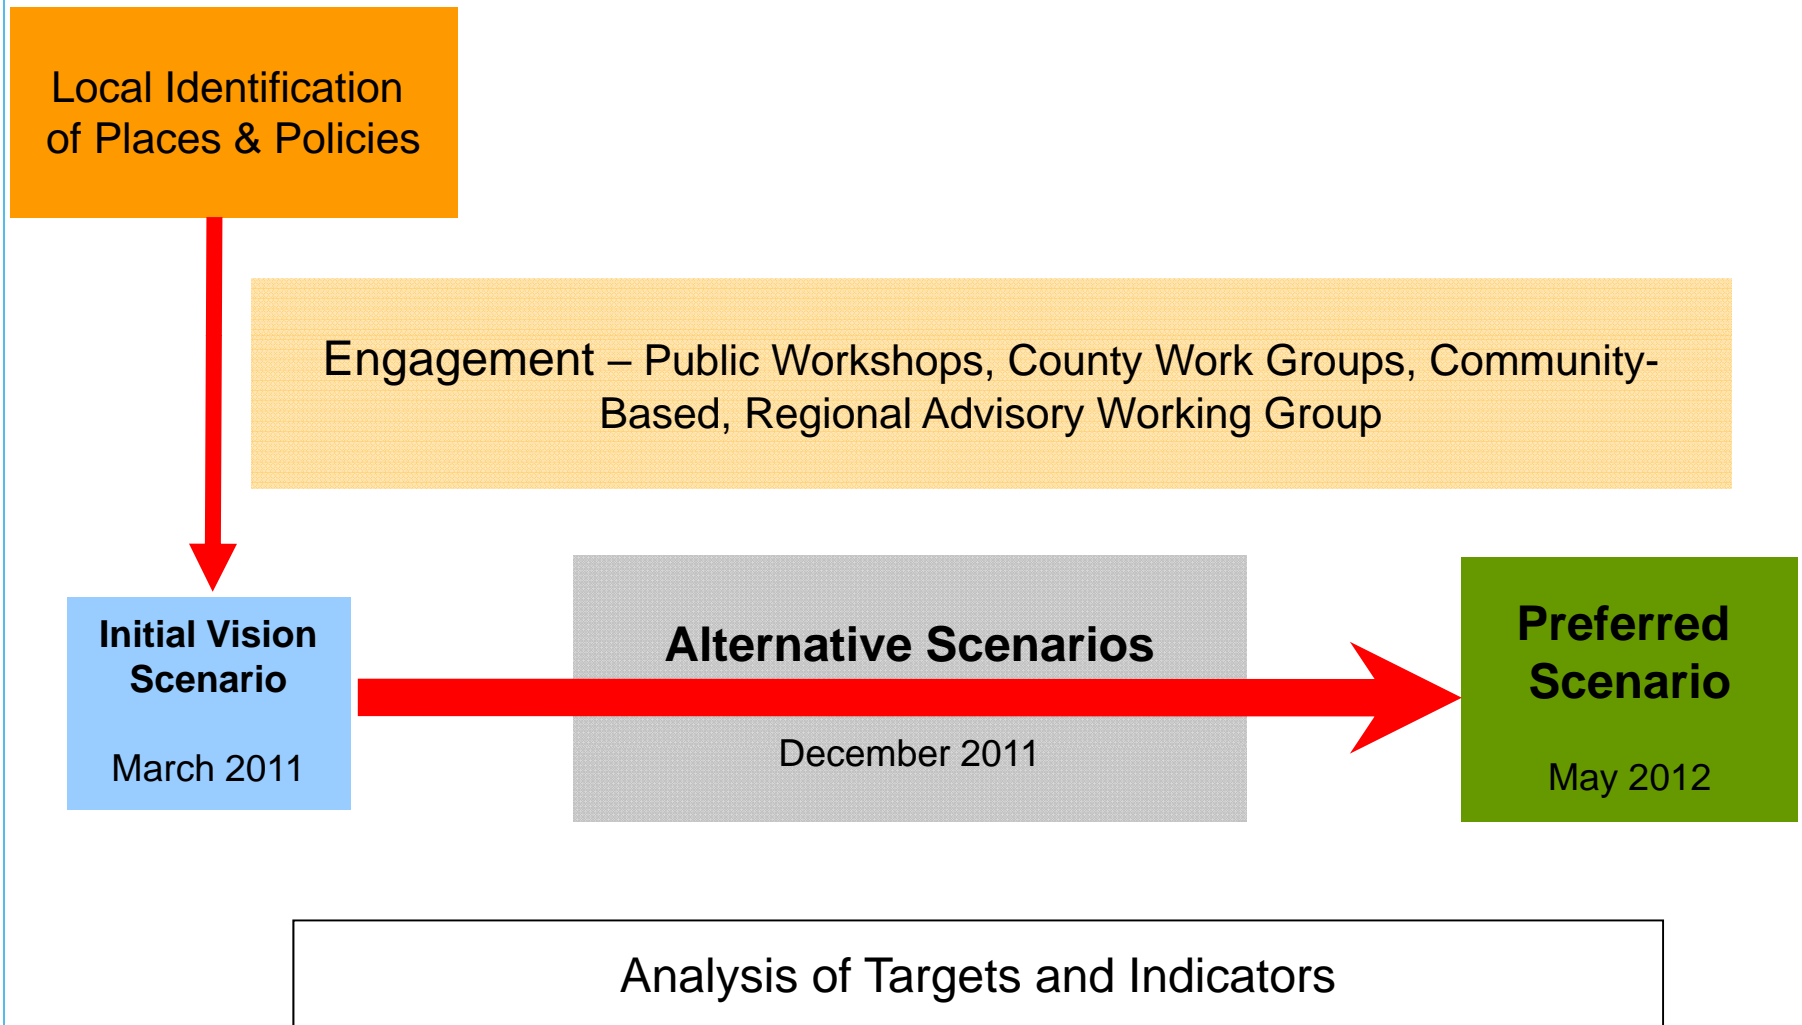 Local Identification
of Places & Policies
Engagement – Public Workshops, County Work Groups, Community-
Based, Regional Advisory Working Group
Initial Vision
Scenario
March 2011
Alternative Scenarios
December 2011
Preferred
Scenario
May 2012
Analysis of Targets and Indicators